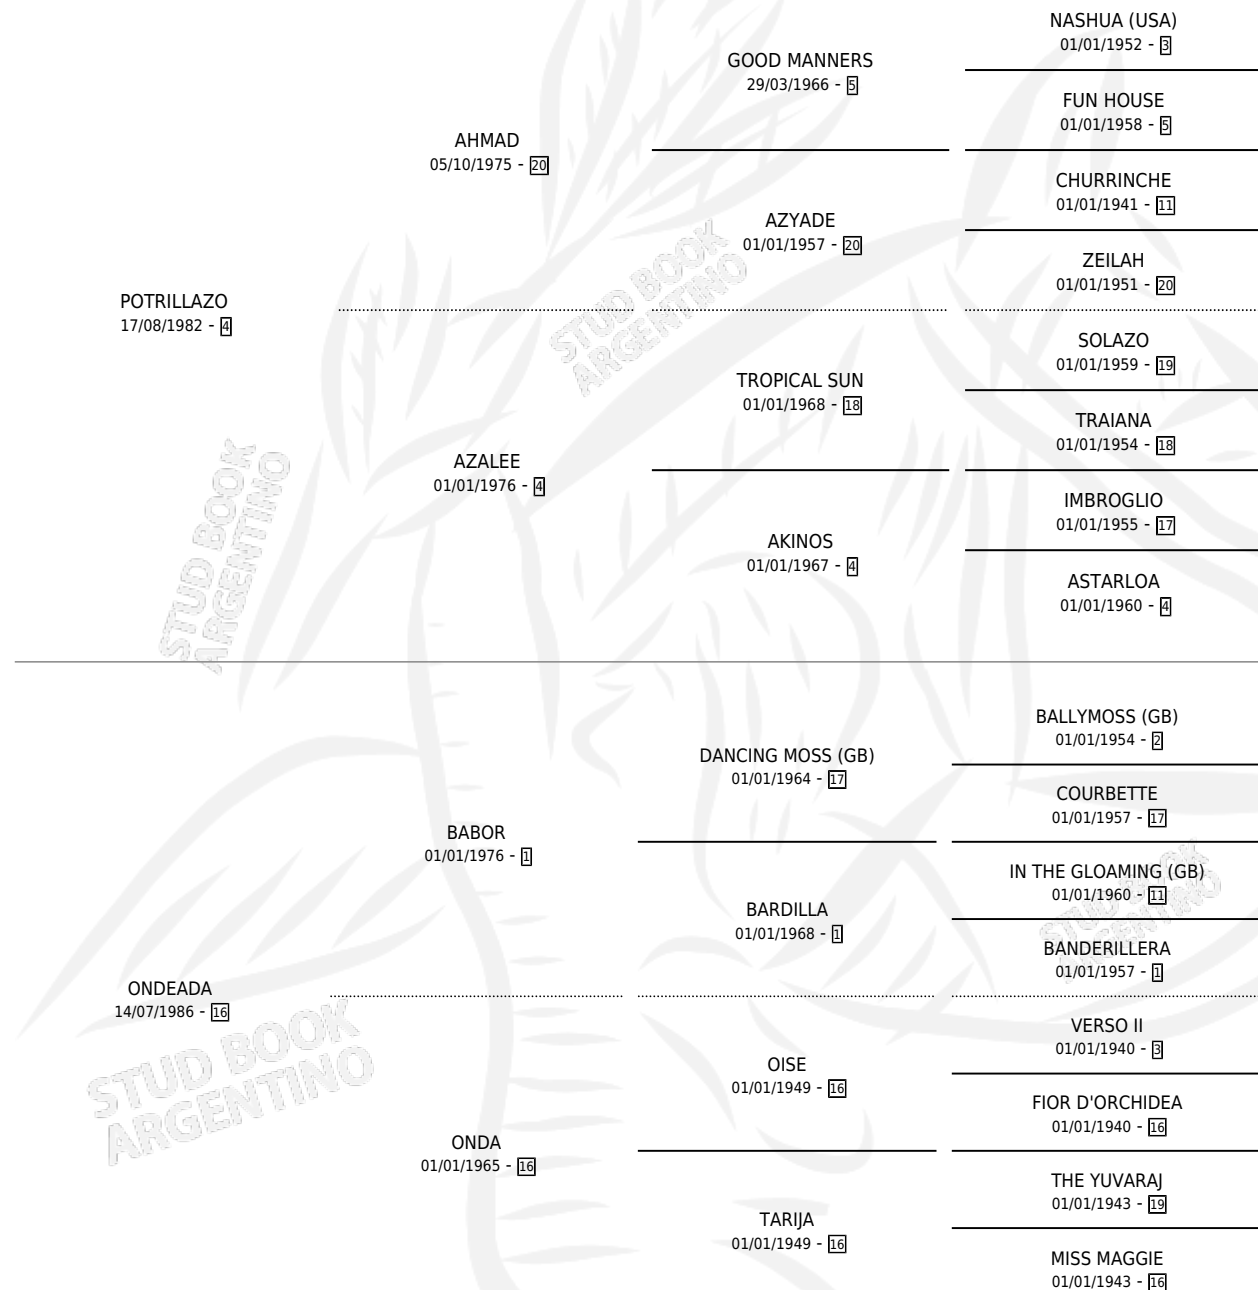 NASHUA (USA)
01/01/1952 - 3
GOOD MANNERS
29/03/1966 - 5
FUN HOUSE
01/01/1958 - 5
AHMAD
05/10/1975 - 20
CHURRINCHE
01/01/1941 - 11
AZYADE
01/01/1957 - 20
ZEILAH
01/01/1951 - 20
POTRILLAZO
17/08/1982 - 4
SOLAZO
01/01/1959 - 19
TROPICAL SUN
01/01/1968 - 18
TRAIANA
01/01/1954 - 18
AZALEE
01/01/1976 - 4
IMBROGLIO
01/01/1955 - 17
AKINOS
01/01/1967 - 4
ASTARLOA
01/01/1960 - 4
BALLYMOSS (GB)
01/01/1954 - 2
DANCING MOSS (GB)
01/01/1964 - 17
COURBETTE
01/01/1957 - 17
BABOR
01/01/1976 - 1
IN THE GLOAMING (GB)
01/01/1960 - 11
BARDILLA
01/01/1968 - 1
BANDERILLERA
01/01/1957 - 1
ONDEADA
14/07/1986 - 16
VERSO II
01/01/1940 - 3
OISE
01/01/1949 - 16
FIOR D'ORCHIDEA
01/01/1940 - 16
ONDA
01/01/1965 - 16
THE YUVARAJ
01/01/1943 - 19
TARIJA
01/01/1949 - 16
MISS MAGGIE
01/01/1943 - 16
STUD BOOK
ARGENTINO
STUD BOOK
ARGENTINO
STUD BOOK
ARGENTINO
STUD BOOK
ARGENTINO